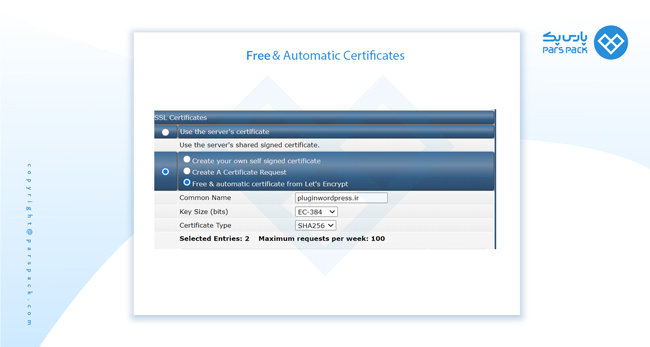 پارس پک
PARS PACK
Free & Automatic Certificates
SSL Certificates
Use the server's certificate
Use the server's shared signed certificate.
Create your own self signed certificate
Create A Certificate Request
Free & automatic certificate from Let's Encrypt
Common Name pluginwordpress.ir
Key Size (bits) EC-384
Certificate Type SHA256
Selected Entries: 2 Maximum requests per week: 100
copyright@parspack.com